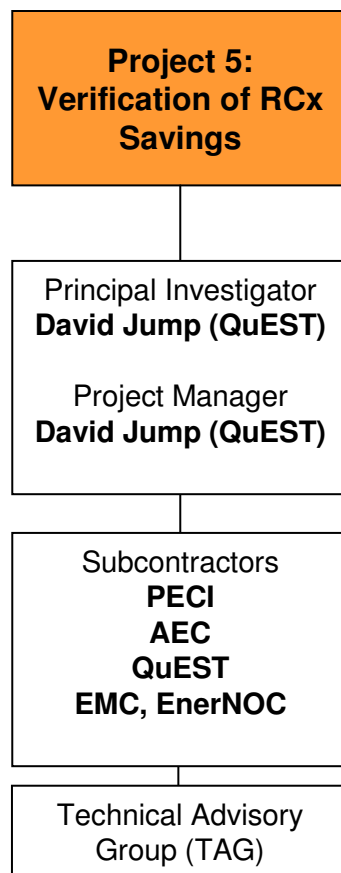 Project 5:
Verification of RCx
Savings
Principal Investigator
David Jump (QuEST)
Project Manager
David Jump (QuEST)
Subcontractors
PECI
AEC
QuEST
EMC, EnerNOC
Technical Advisory
Group (TAG)